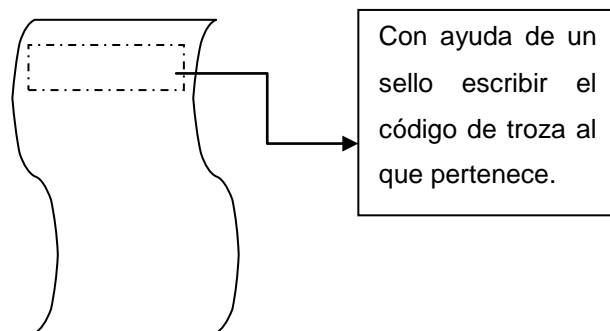 Con ayuda de un
sello escribir el
código de troza al
que pertenece.